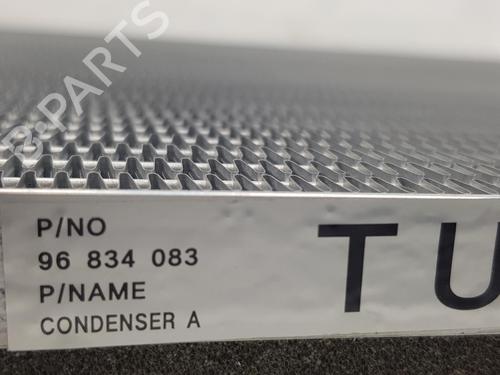 B-PARTS
P/NO
96 834 083
P/NAME
CONDENSER A
TU